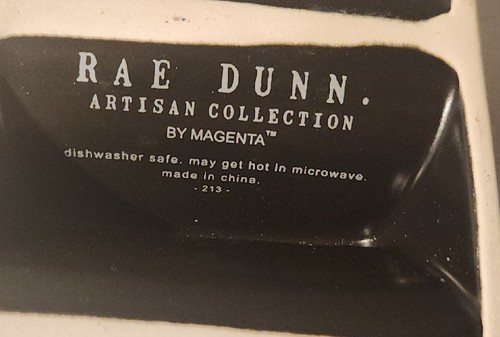 RAE DUNN.
ARTISAN COLLECTION
BY MAGENTA™
dishwasher safe. may get hot in microwave.
made in china.
- 213 -